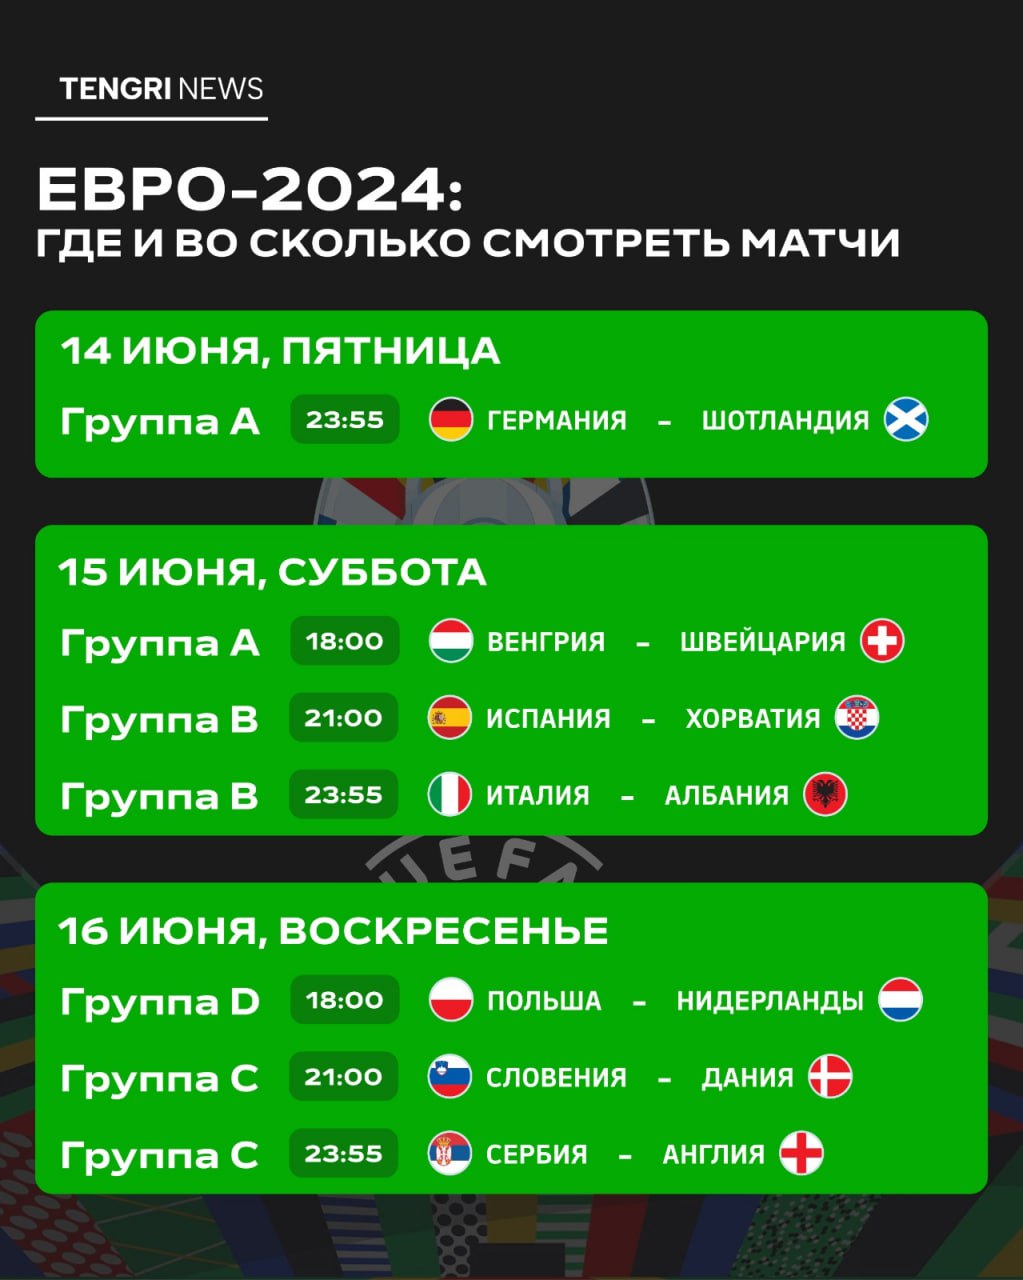 TENGRI NEWS
ЕВРО-2024:
ГДЕ И ВО СКОЛЬКО СМОТРЕТЬ МАТЧИ
14 ИЮНЯ, ПЯТНИЦА
Группа A 23:55 ГЕРМАНИЯ - ШОТЛАНДИЯ
15 ИЮНЯ, СУББОТА
Группа A 18:00 ВЕНГРИЯ - ШВЕЙЦАРИЯ
Группа B 21:00 ИСПАНИЯ - ХОРВАТИЯ
Группа B 23:55 ИТАЛИЯ - АЛБАНИЯ
UEFA
16 ИЮНЯ, ВОСКРЕСЕНЬЕ
Группа D 18:00 ПОЛЬША - НИДЕРЛАНДЫ
Группа C 21:00 СЛОВЕНИЯ - ДАНИЯ
Группа C 23:55 СЕРБИЯ - АНГЛИЯ